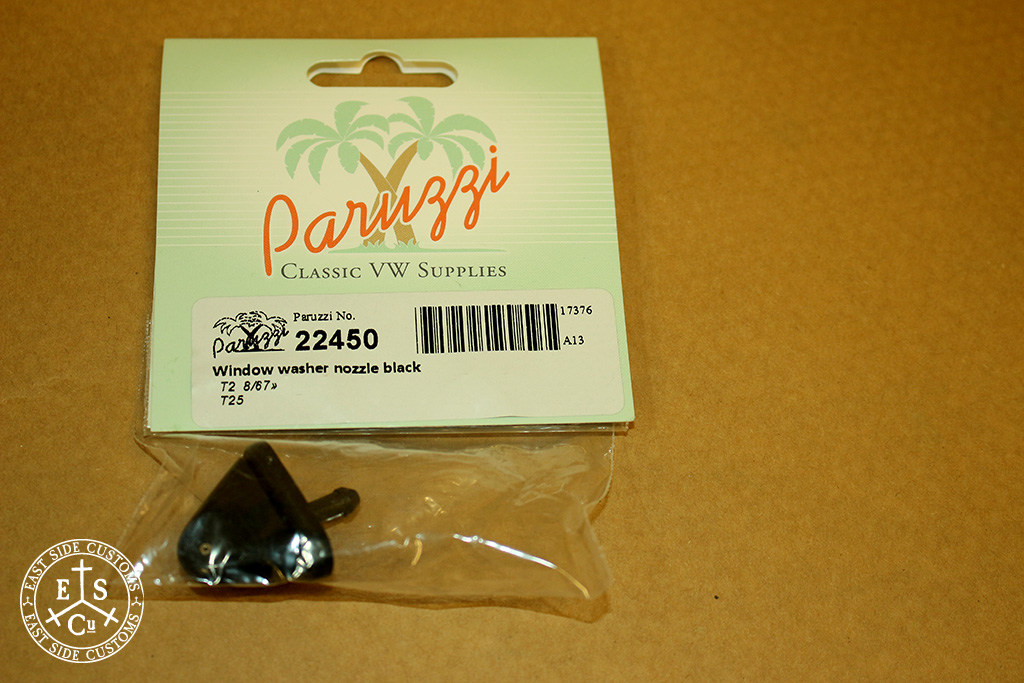 Paruzzi
CLASSIC VW SUPPLIES
Paruzzi
Paruzzi No.
22450
17376
A13
Window washer nozzle black
T2 8/67»
T25
EAST SIDE CUSTOMS
E S
Cu
EAST SIDE CUSTOMS